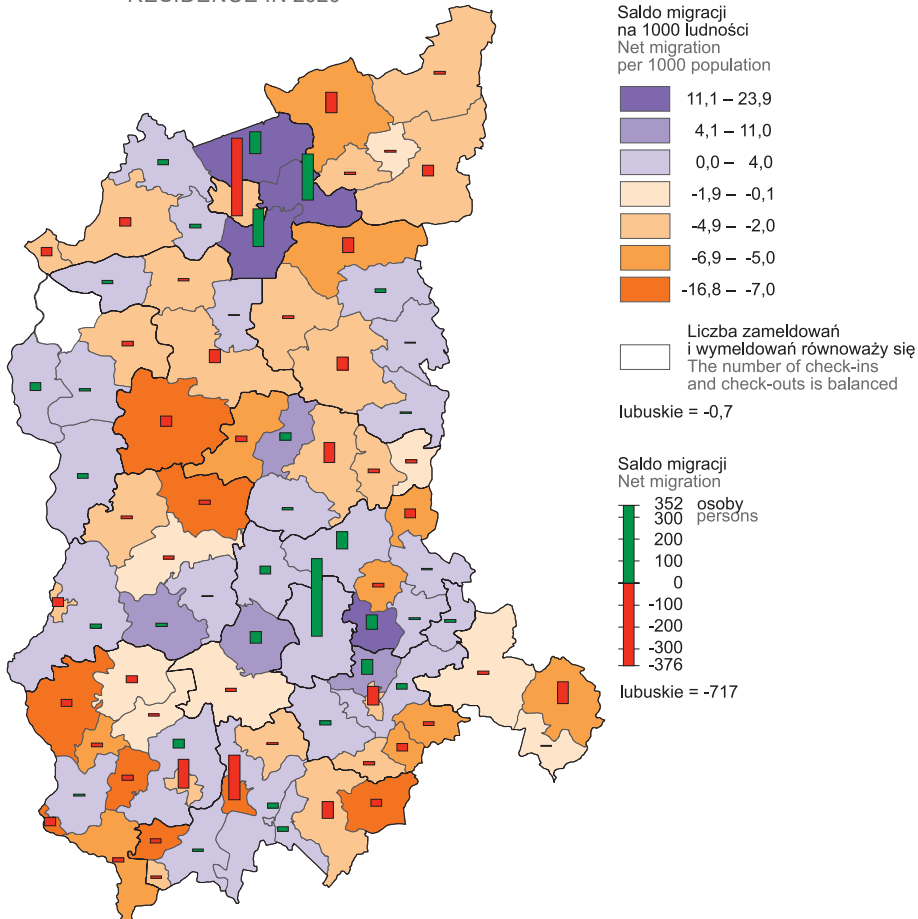 RESIDENCE IN 2020
Saldo migracji
na 1000 ludności
Net migration
per 1000 population
11,1 – 23,9
4,1 – 11,0
0,0 – 4,0
-1,9 – -0,1
-4,9 – -2,0
-6,9 – -5,0
-16,8 – -7,0
Liczba zameldowań
i wymeldowań równoważy się
The number of check-ins
and check-outs is balanced
lubuskie = -0,7
Saldo migracji
Net migration
352 osoby
300 persons
200
100
0
-100
-200
-300
-376
lubuskie = -717